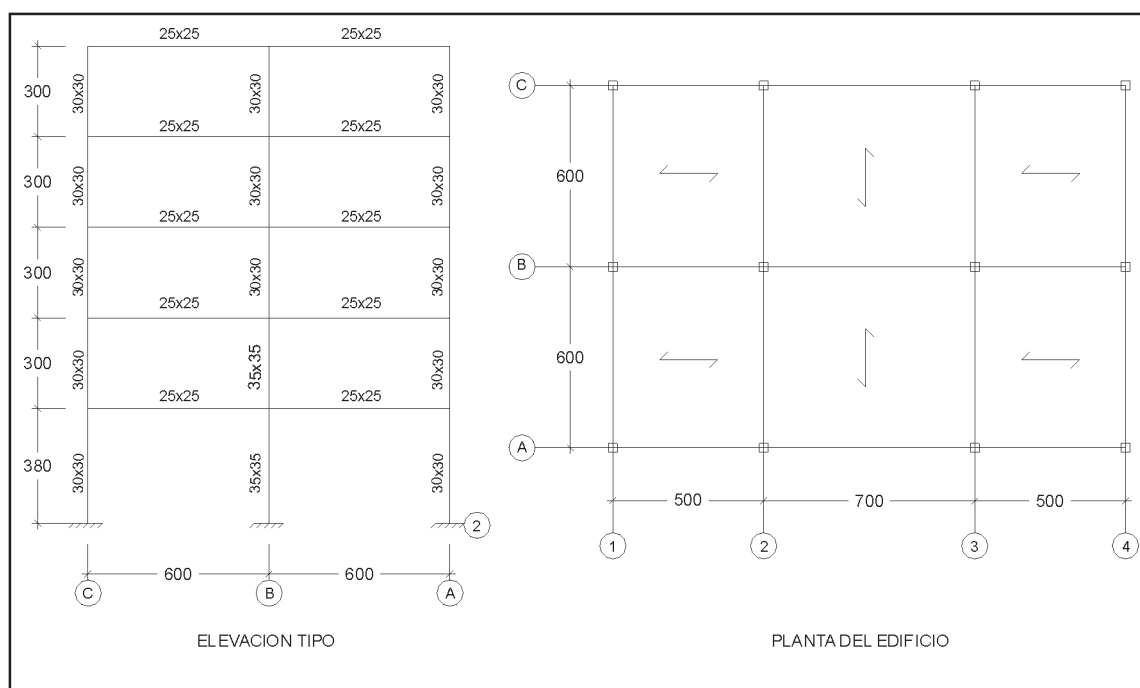 25x25 25x25
300 30x30 30x30 30x30
25x25 25x25
300 30x30 30x30 30x30
25x25 25x25
300 30x30 30x30 30x30
25x25 25x25
300 30x30 35x35 30x30
25x25 25x25
380 30x30 35x35 30x30
2
600 600
C B A
ELEVACION TIPO
C
600
B
600
A
500 700 500
1 2 3 4
PLANTA DEL EDIFICIO